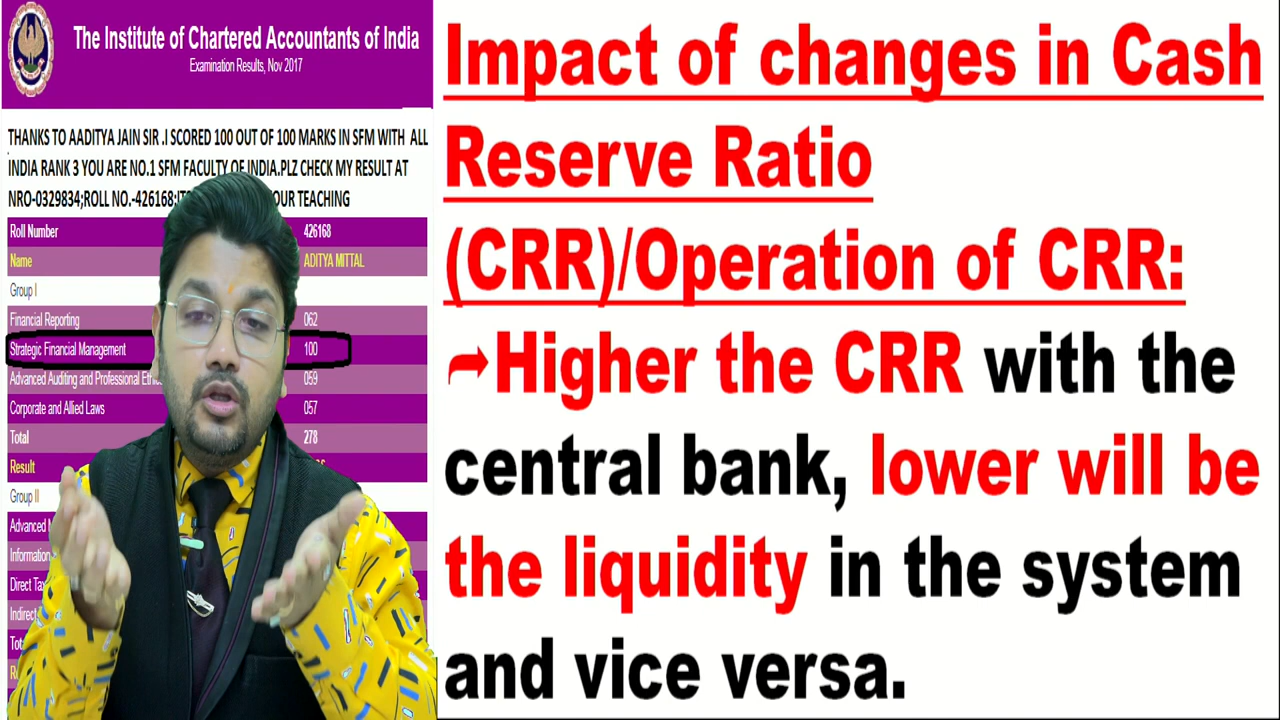 The Institute of Chartered Accountants of India
Examination Results, Nov 2017
THANKS TO AADITYA JAIN SIR .I SCORED 100 OUT OF 100 MARKS IN SFM WITH ALL
INDIA RANK 3 YOU ARE NO.1 SFM FACULTY OF INDIA.PLZ CHECK MY RESULT AT
NRO-0329834;ROLL NO.-426168; TEACHING
Roll Number 426168
Name ADITYA MITTAL
Group I
Financial Reporting 062
Strategic Financial Management 100
Advanced Auditing and Professional 059
Corporate and Allied Laws 057
Total 278
Result
Group II
Advanced
Information
Direct
Impact of changes in Cash
Reserve Ratio
(CRR)/Operation of CRR:
➦Higher the CRR with the
central bank, lower will be
the liquidity in the system
and vice versa.